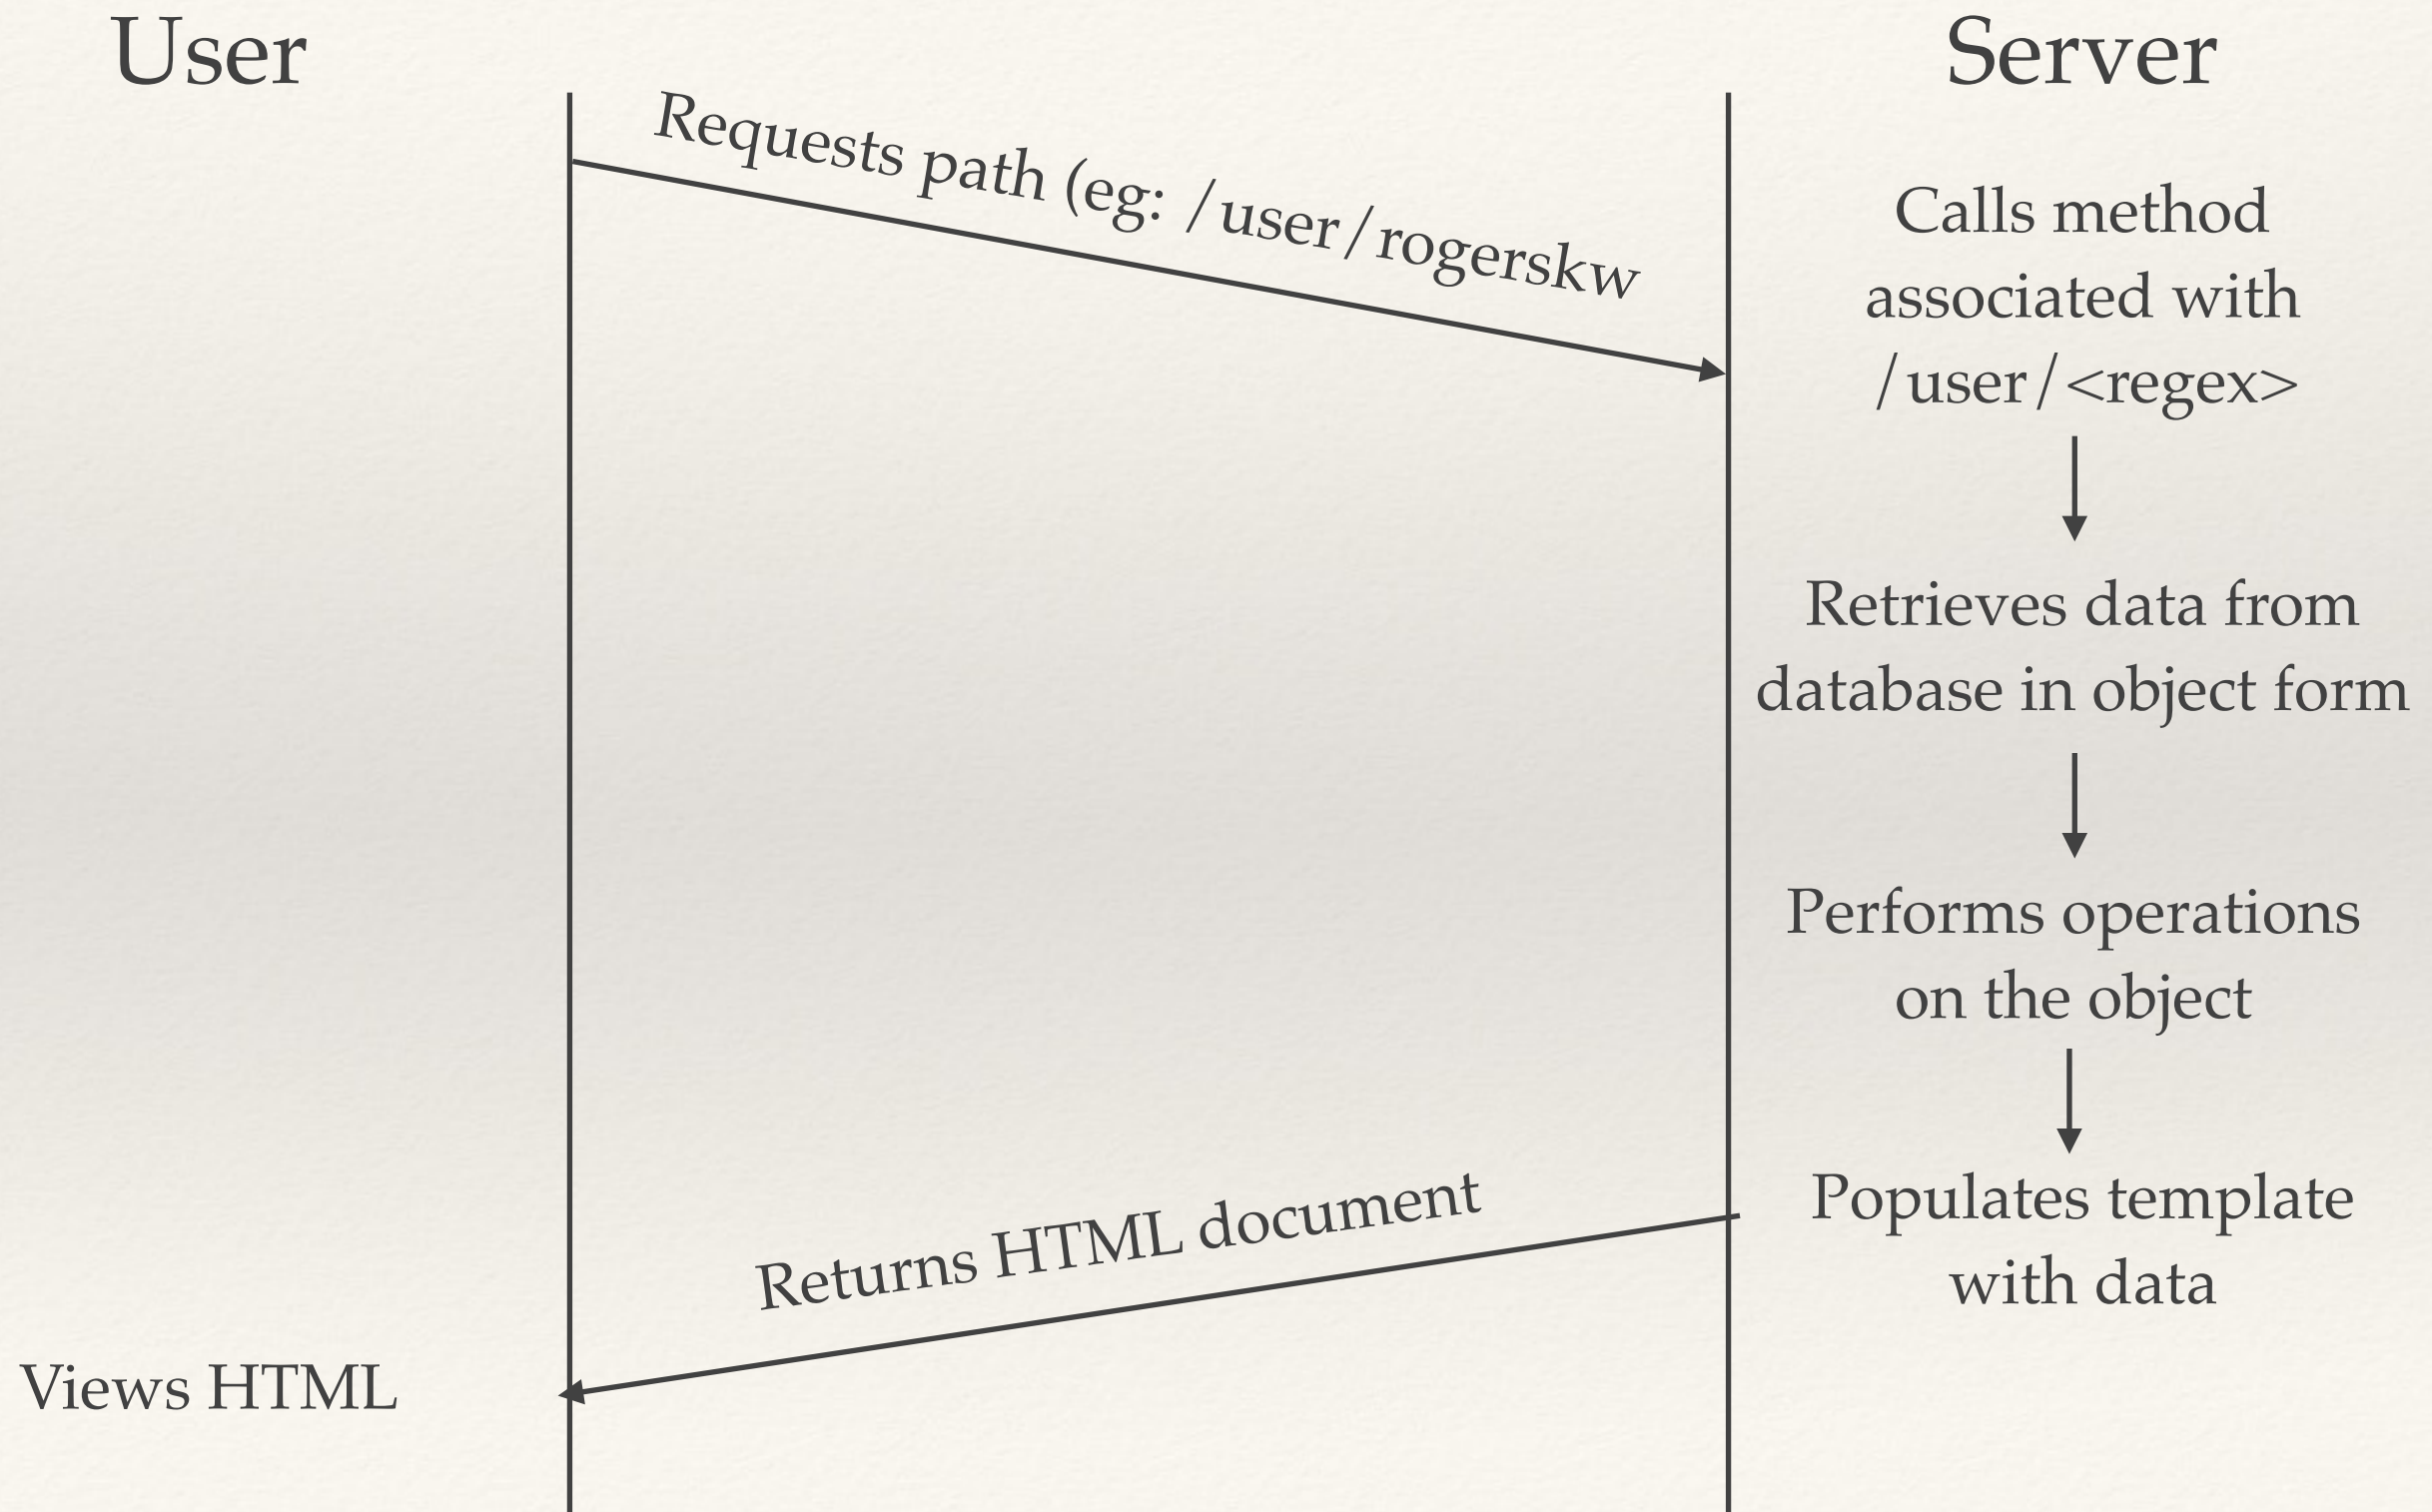 User
Server
Requests path (eg: /user/rogerskw
Calls method
associated with
/user/<regex>
Retrieves data from
database in object form
Performs operations
on the object
Populates template
with data
Returns HTML document
Views HTML